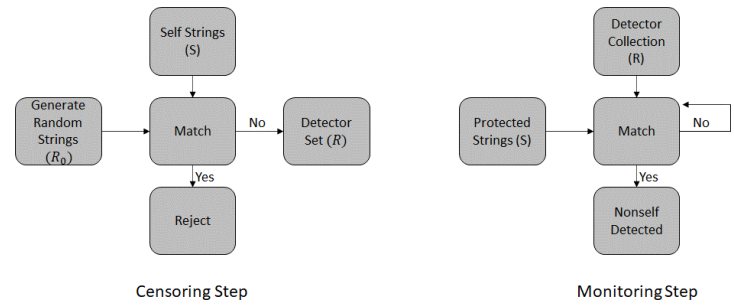 Self Strings
(S)
Generate
Random
Strings
(R₀)
Match
No
Detector
Set (R)
Yes
Reject
Censoring Step
Detector
Collection
(R)
Protected
Strings (S)
Match
No
Yes
Nonself
Detected
Monitoring Step